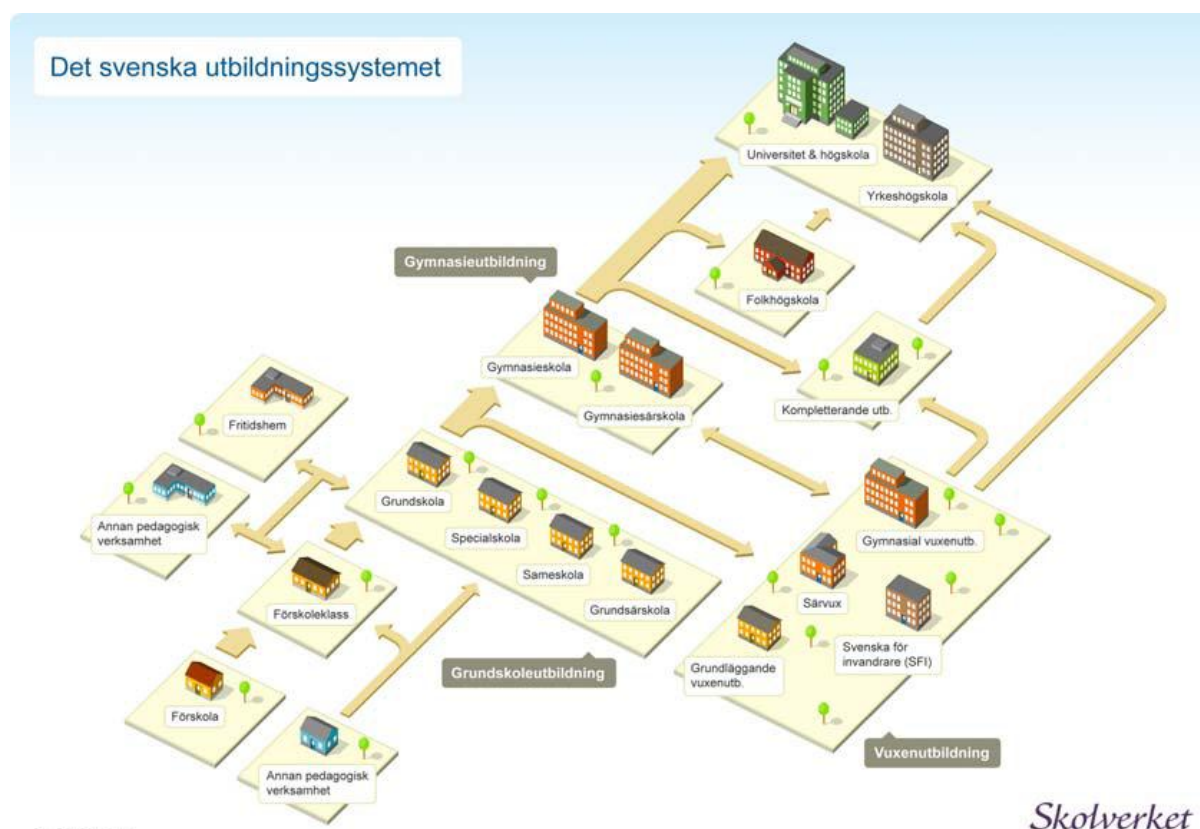 Det svenska utbildningssystemet
Universitet & högskola
Yrkeshögskola
Gymnasieutbildning
Folkhögskola
Gymnasieskola
Gymnasiesärskola
Kompletterande utb.
Fritidshem
Annan pedagogisk
verksamhet
Grundskola
Specialskola
Sameskola
Grundsärskola
Gymnasial vuxenutb.
Särvux
Svenska för
invandrare (SFI)
Grundläggande
vuxenutb.
Förskoleklass
Grundskoleutbildning
Förskola
Annan pedagogisk
verksamhet
Vuxenutbildning
Skolverket